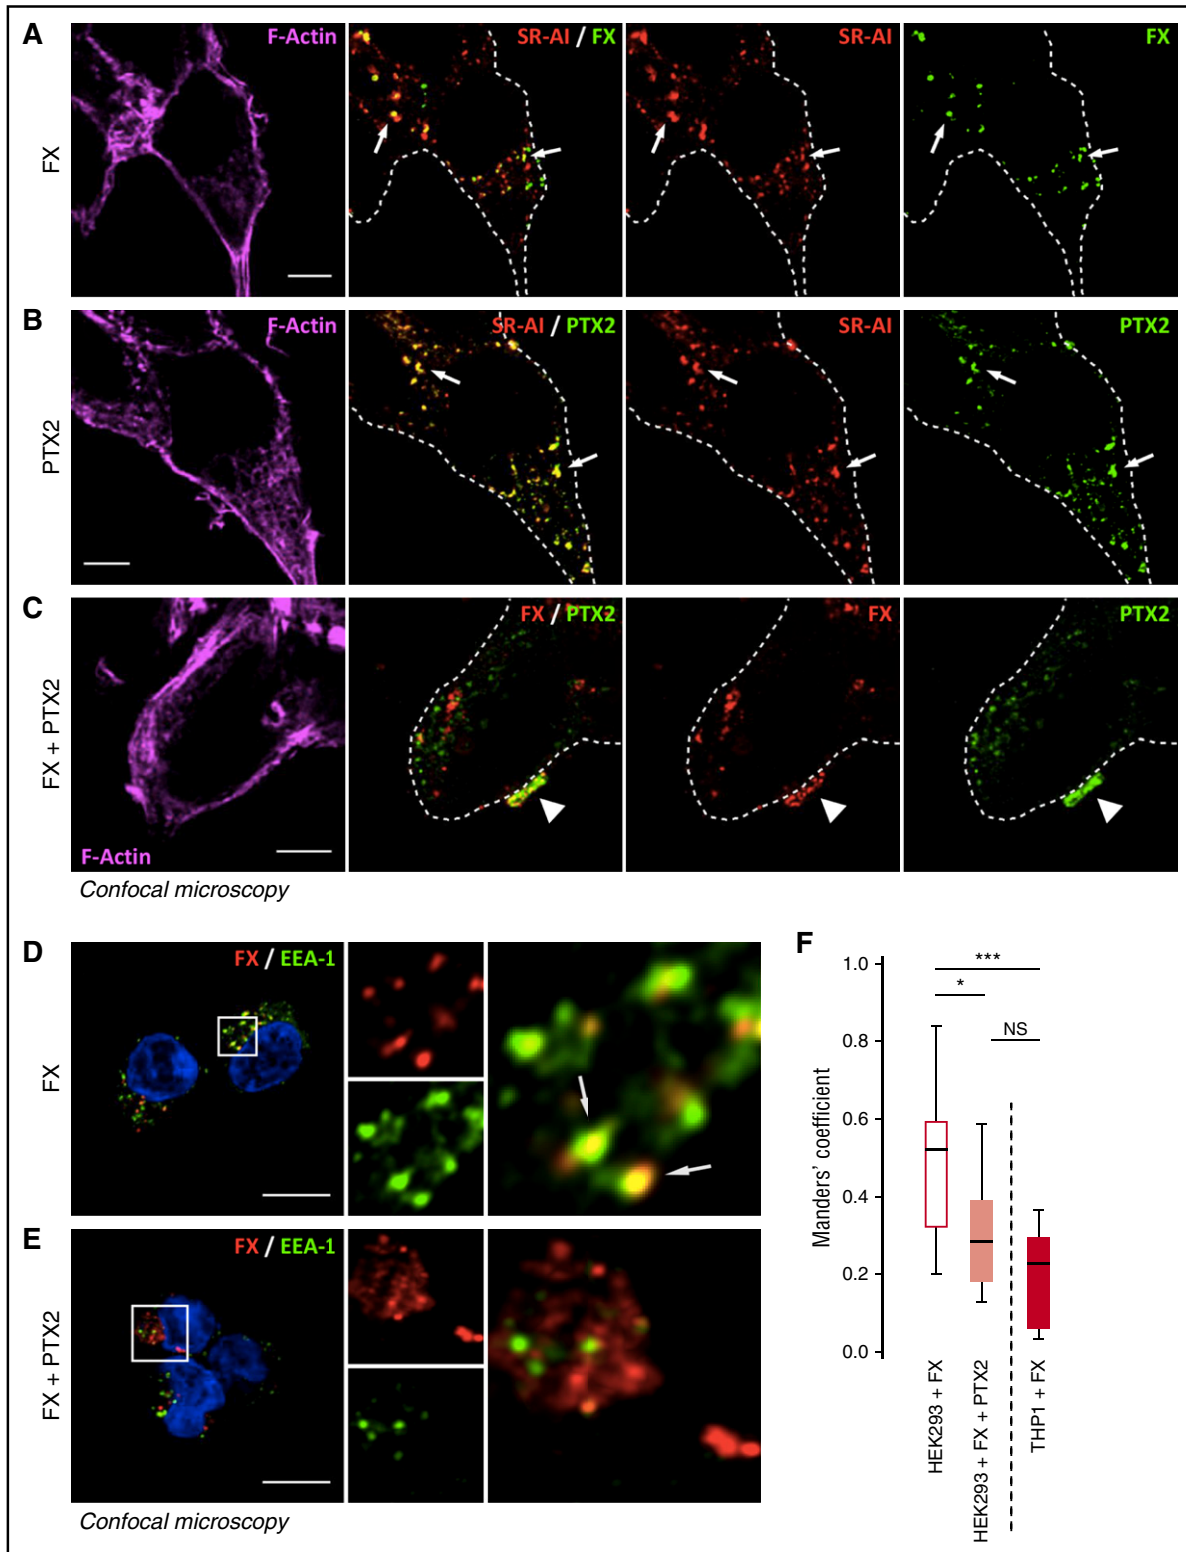 A
F-Actin
SR-AI / FX
SR-AI
FX
FX
B
F-Actin
SR-AI / PTX2
SR-AI
PTX2
PTX2
C
FX / PTX2
FX
PTX2
FX + PTX2
F-Actin
Confocal microscopy
D
FX / EEA-1
FX
E
FX / EEA-1
FX + PTX2
Confocal microscopy
F
1.0
0.8
0.6
0.4
0.2
0.0
Manders' coefficient
***
*
NS
HEK293 + FX
HEK293 + FX + PTX2
THP1 + FX